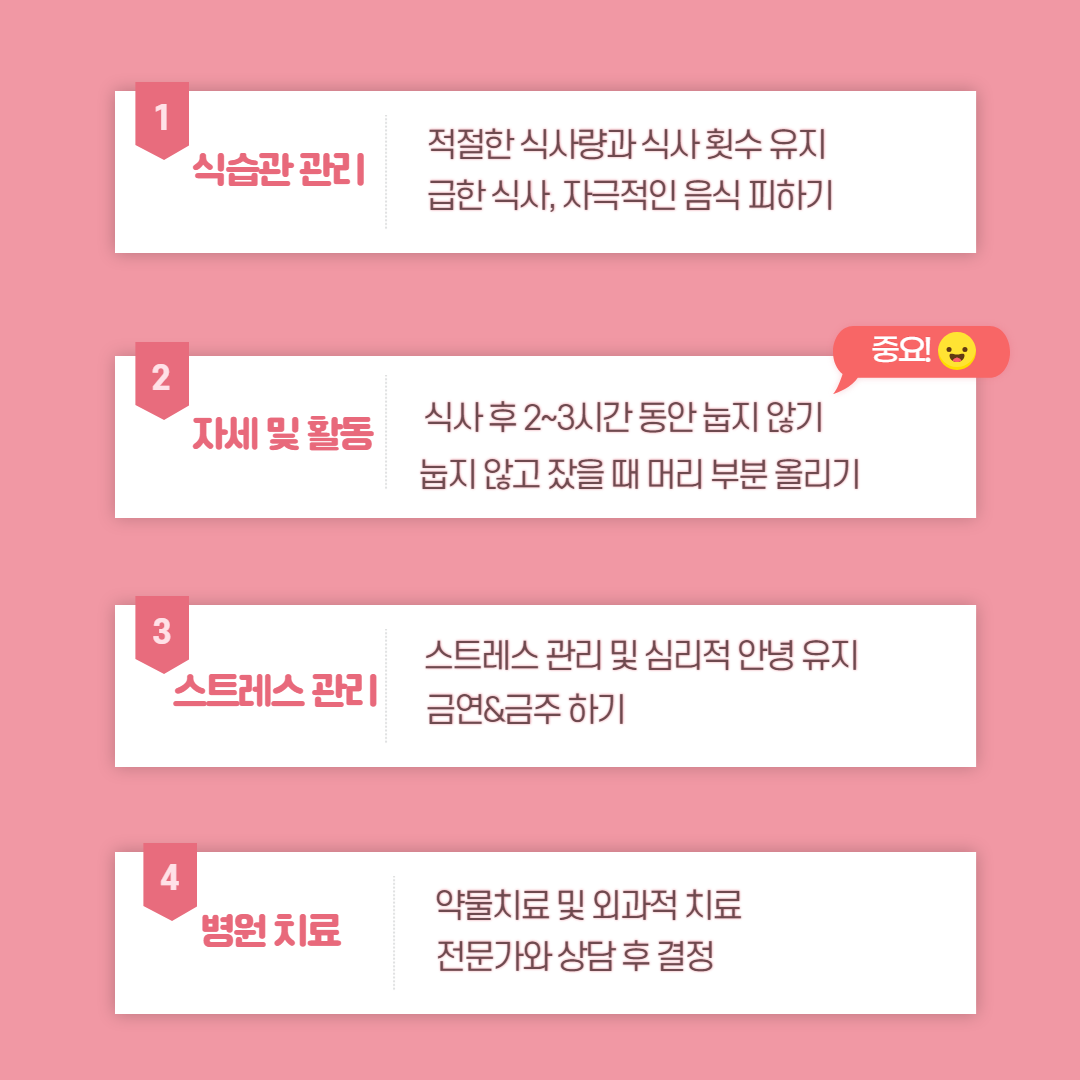 1
식습관 관리
적절한 식사량과 식사 횟수 유지
급한 식사, 자극적인 음식 피하기
중요!
2
자세 및 활동
식사 후 2~3시간 동안 눕지 않기
눕지 않고 잤을 때 머리 부분 올리기
3
스트레스 관리
스트레스 관리 및 심리적 안녕 유지
금연&금주 하기
4
병원 치료
약물치료 및 외과적 치료
전문가와 상담 후 결정